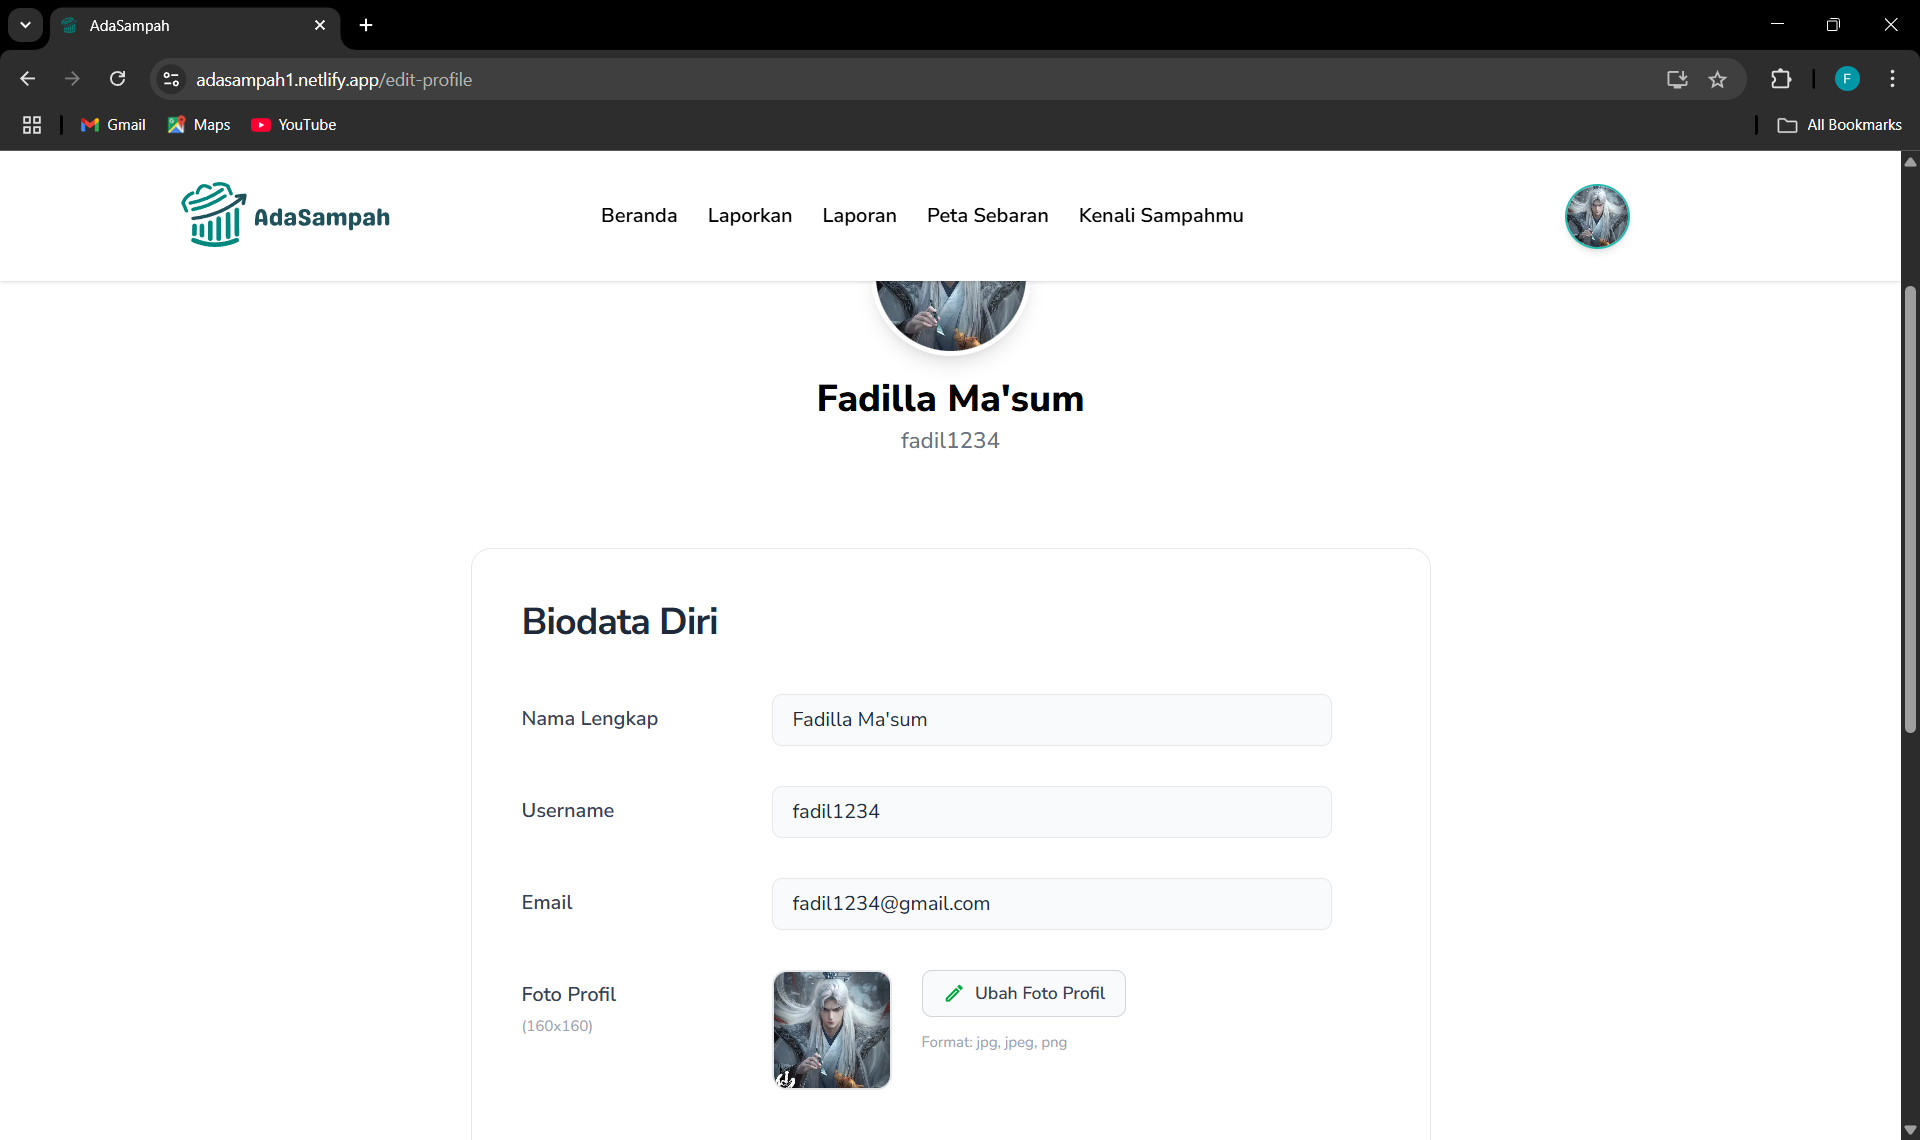 AdaSampah
adasampah1.netlify.app/edit-profile
F
Gmail
Maps
YouTube
All Bookmarks
AdaSampah
Beranda
Laporkan
Laporan
Peta Sebaran
Kenali Sampahmu
Fadilla Ma'sum
fadil1234
Biodata Diri
Nama Lengkap
Fadilla Ma'sum
Username
fadil1234
Email
fadil1234@gmail.com
Foto Profil
(160x160)
Ubah Foto Profil
Format: jpg, jpeg, png